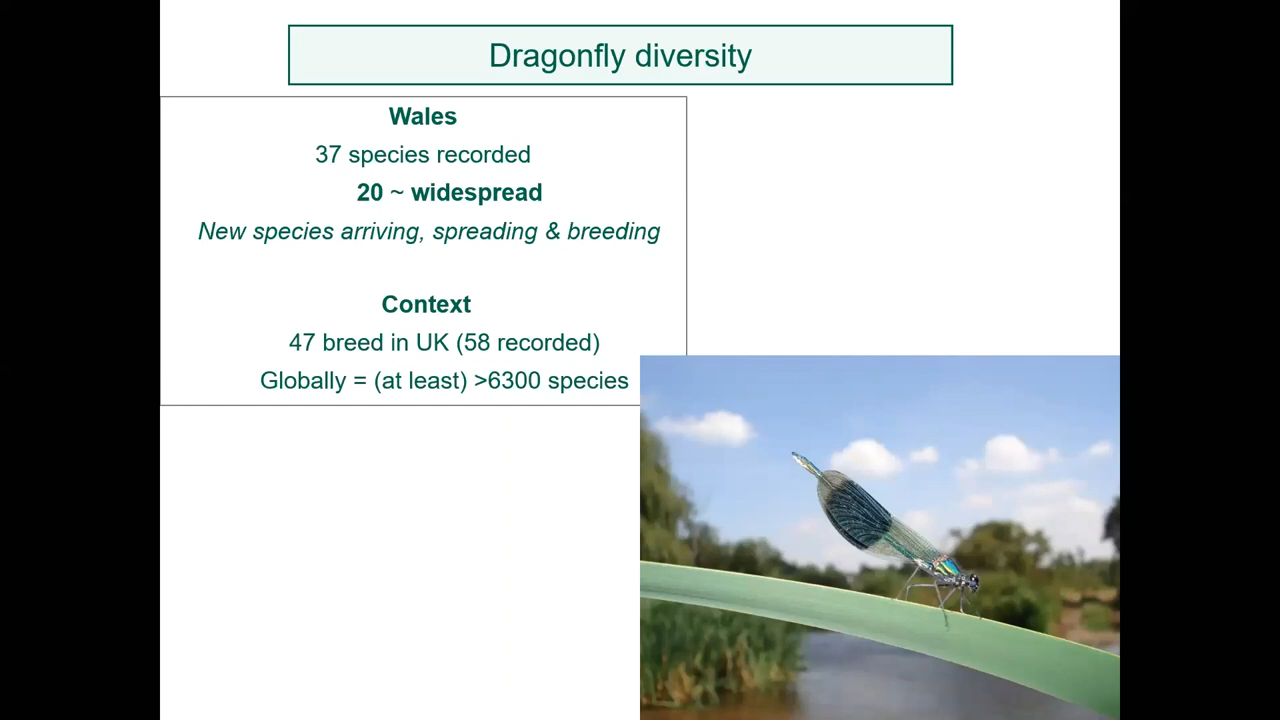 Dragonfly diversity
Wales
37 species recorded
20 ~ widespread
New species arriving, spreading & breeding
Context
47 breed in UK (58 recorded)
Globally = (at least) >6300 species